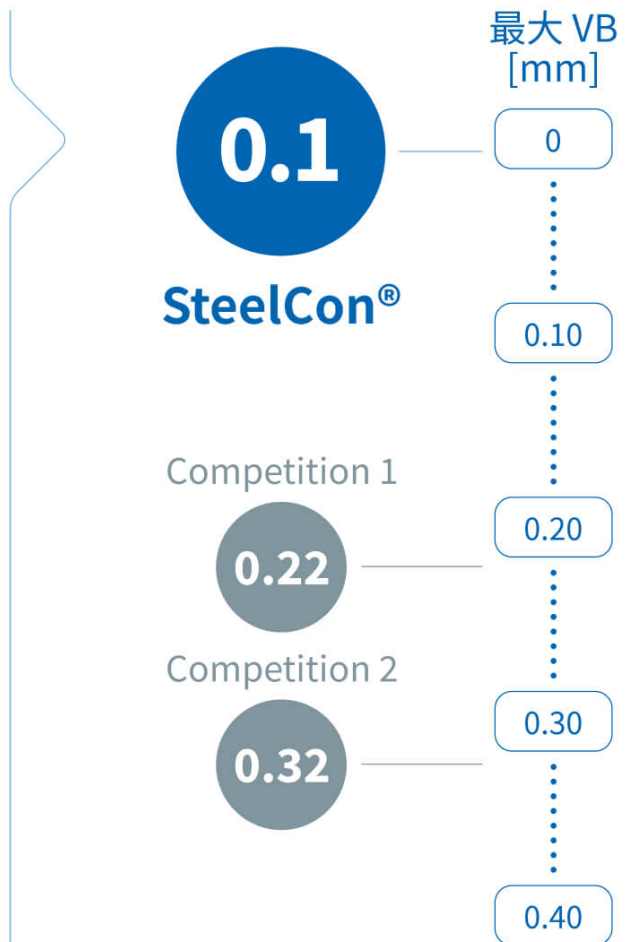 最大 VB
[mm]
0.1
0
SteelCon®
0.10
Competition 1
0.20
0.22
Competition 2
0.30
0.32
0.40